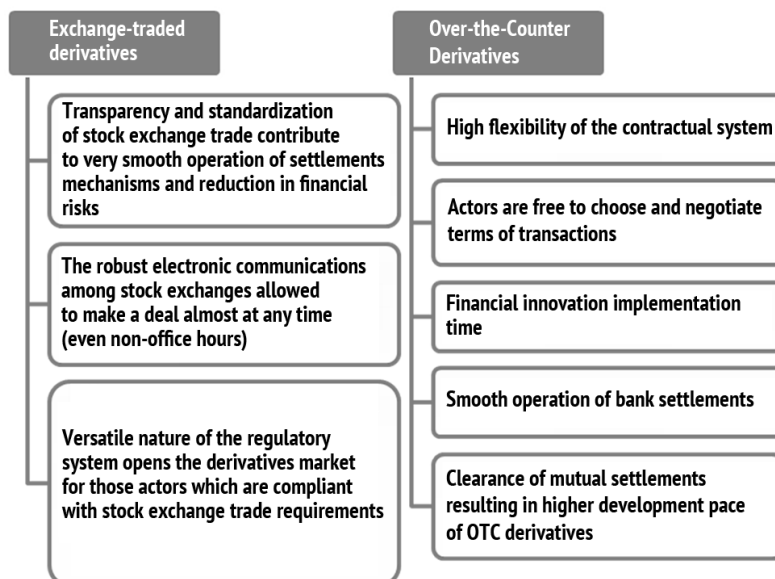 Exchange-traded
derivatives
Transparency and standardization
of stock exchange trade contribute
to very smooth operation of settlements
mechanisms and reduction in financial
risks
The robust electronic communications
among stock exchanges allowed
to make a deal almost at any time
(even non-office hours)
Versatile nature of the regulatory
system opens the derivatives market
for those actors which are compliant
with stock exchange trade requirements
Over-the-Counter
Derivatives
High flexibility of the contractual system
Actors are free to choose and negotiate
terms of transactions
Financial innovation implementation
time
Smooth operation of bank settlements
Clearance of mutual settlements
resulting in higher development pace
of OTC derivatives